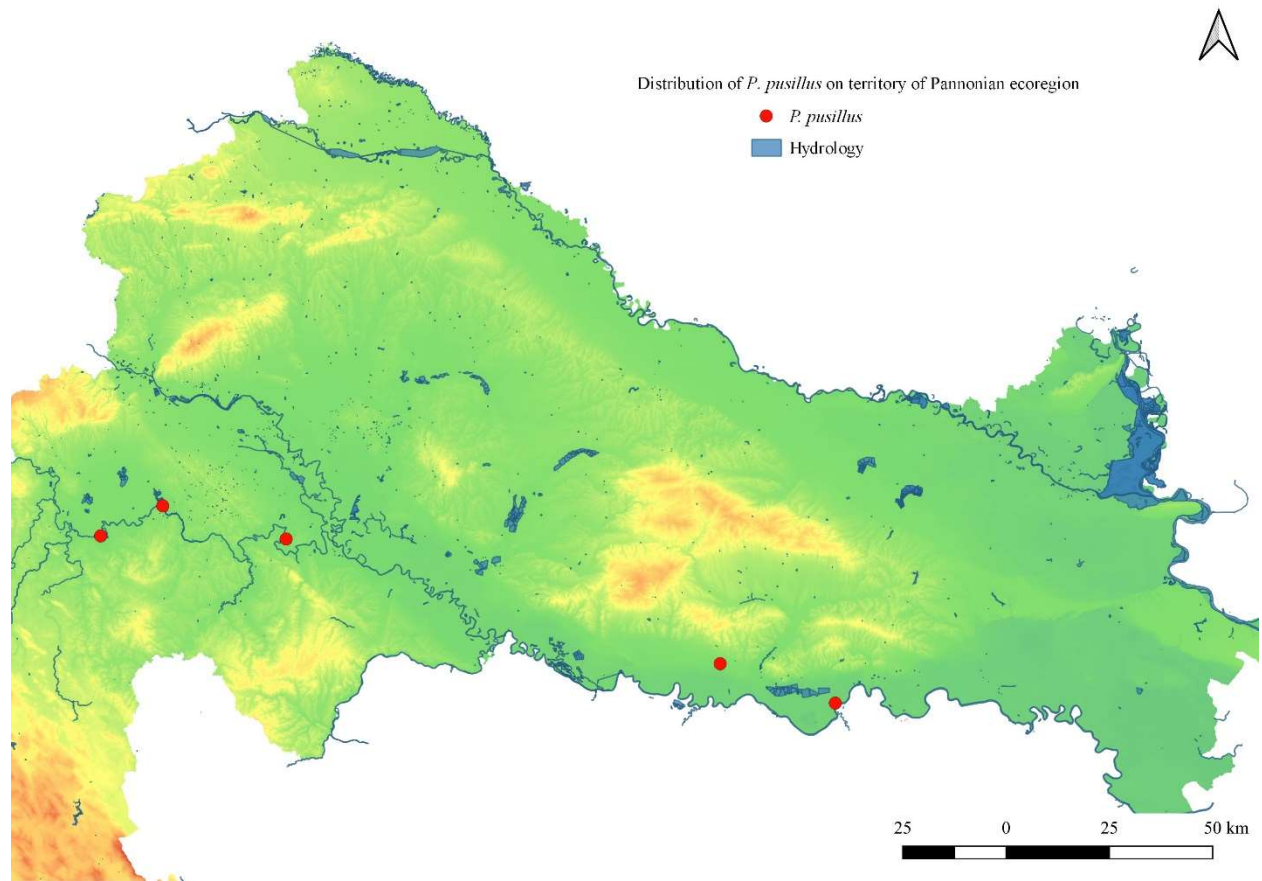 Distribution of P. pusillus on territory of Pannonian ecoregion
P. pusillus
Hydrology
25 0 25 50 km